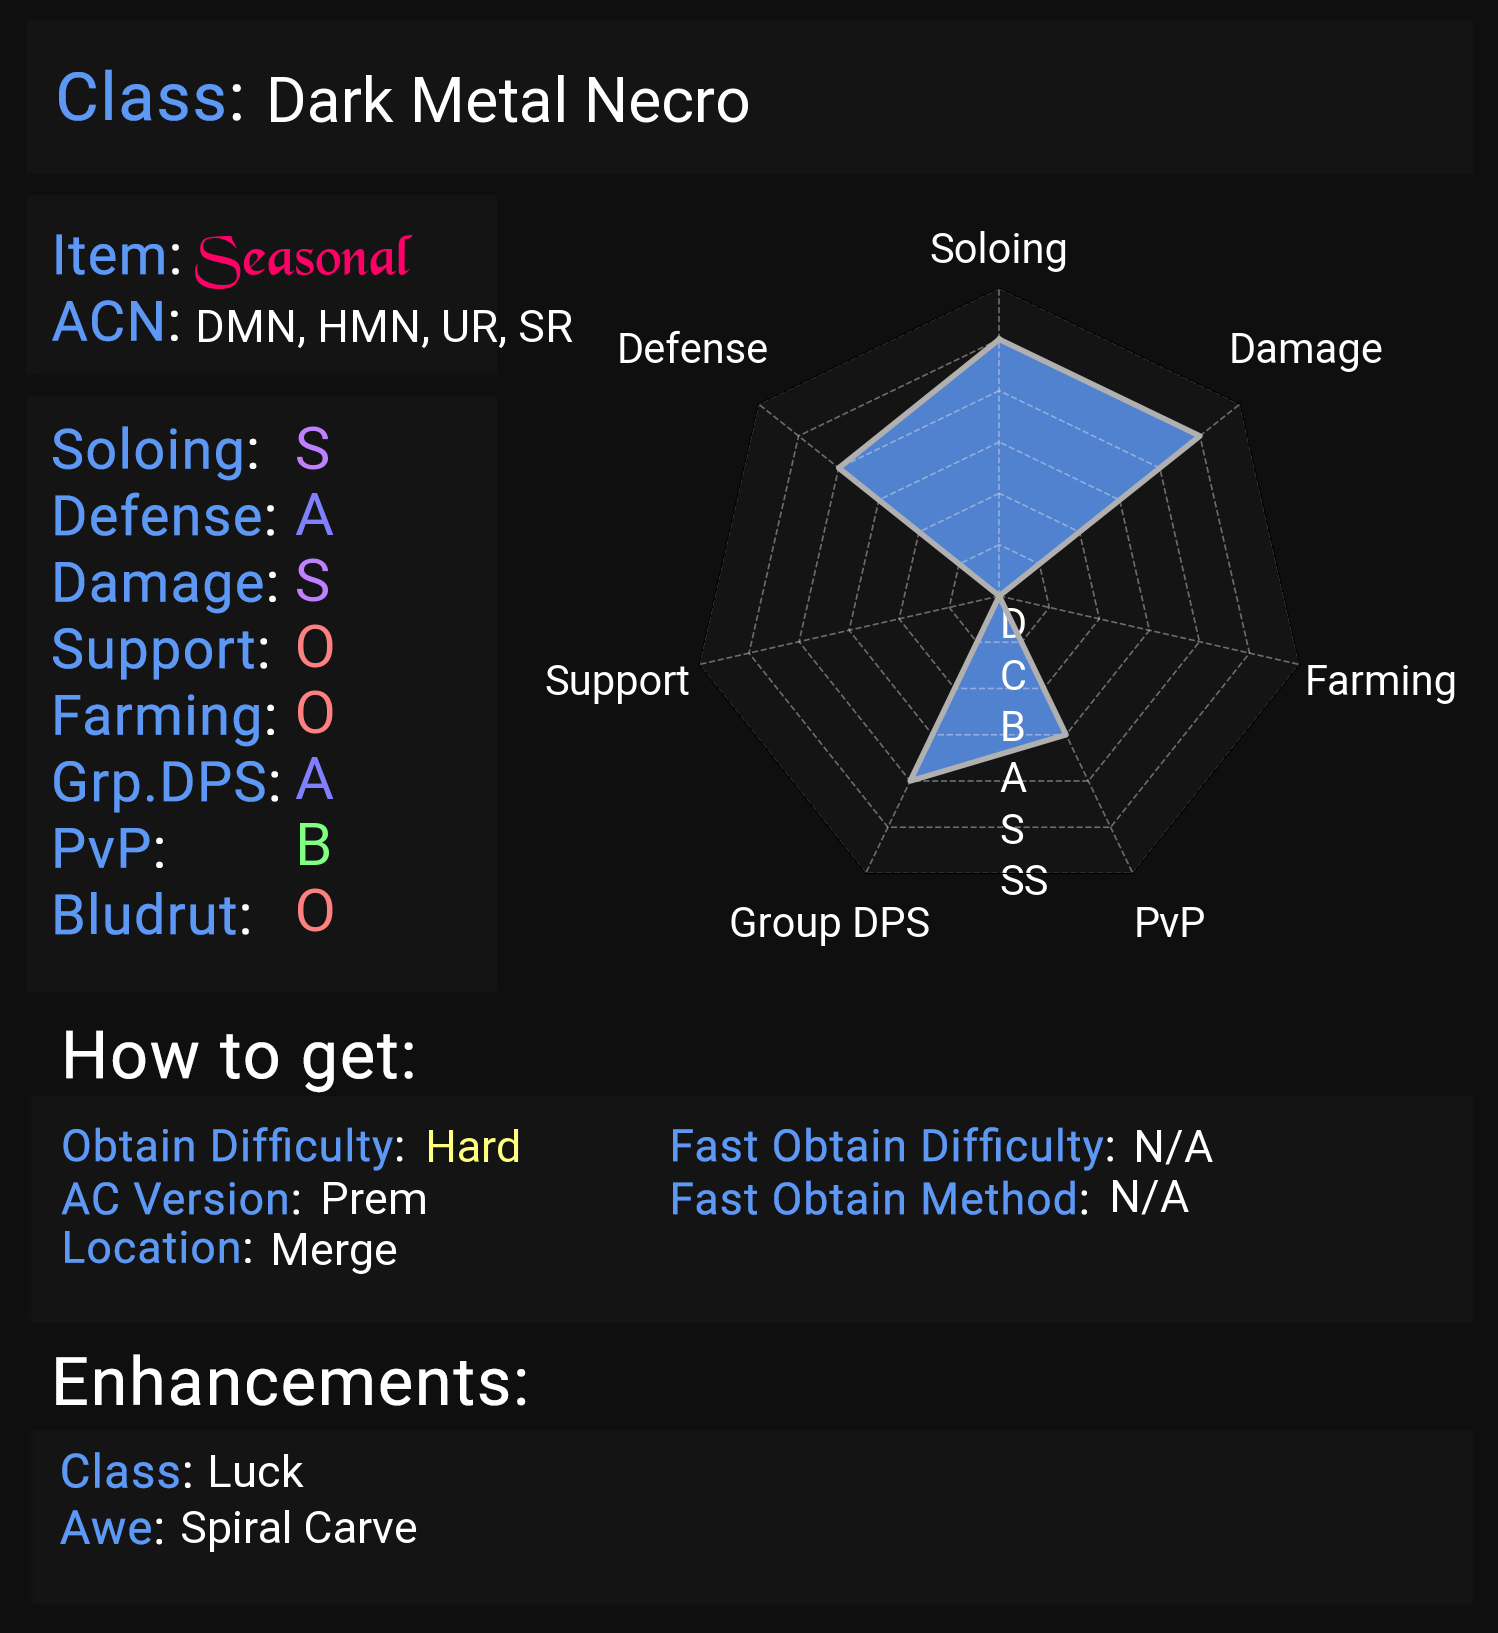 Class: Dark Metal Necro
Item: Seasonal
ACN: DMN, HMN, UR, SR
Soloing: S
Defense: A
Damage: S
Support: O
Farming: O
Grp.DPS: A
PvP: B
Bludrut: O
Soloing
Defense
Damage
Support
Farming
D
C
B
A
S
SS
Group DPS
PvP
How to get:
Obtain Difficulty: Hard
AC Version: Prem
Location: Merge
Fast Obtain Difficulty: N/A
Fast Obtain Method: N/A
Enhancements:
Class: Luck
Awe: Spiral Carve